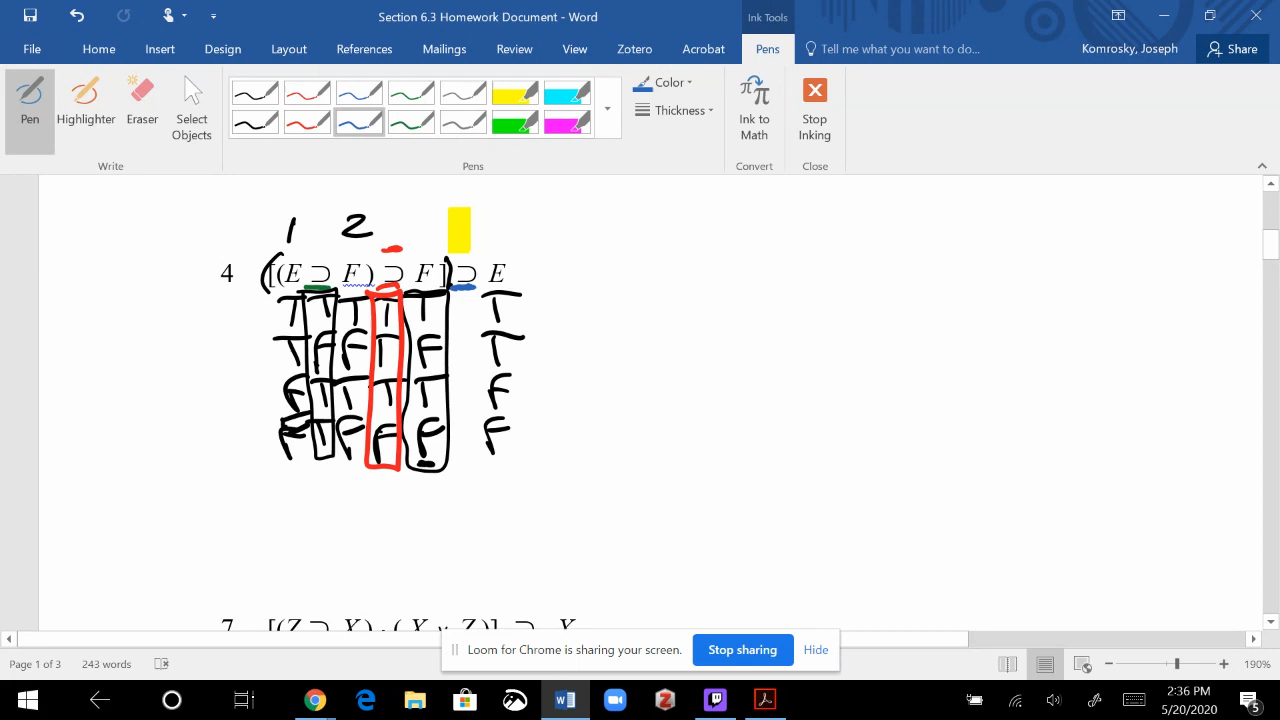 Section 6.3 Homework Document - Word
Ink Tools
File Home Insert Design Layout References Mailings Review View Zotero Acrobat Pens Tell me what you want to do... Komrosky, Joseph Share
Pen Highlighter Eraser Select Objects
Color
Thickness
Ink to Math
Stop Inking
Write Pens Convert Close
1 2
4 [(E ⊃ F) ⊃ F] ⊃ E
T T T T T T
T F F T F T
F T T T T F
F T F F F F
7 [(Z ⊃ X) · (X v Z)] ⊃ X
Loom for Chrome is sharing your screen. Stop sharing Hide
Page 1 of 3 243 words 190%
2:36 PM
5/20/2020
5